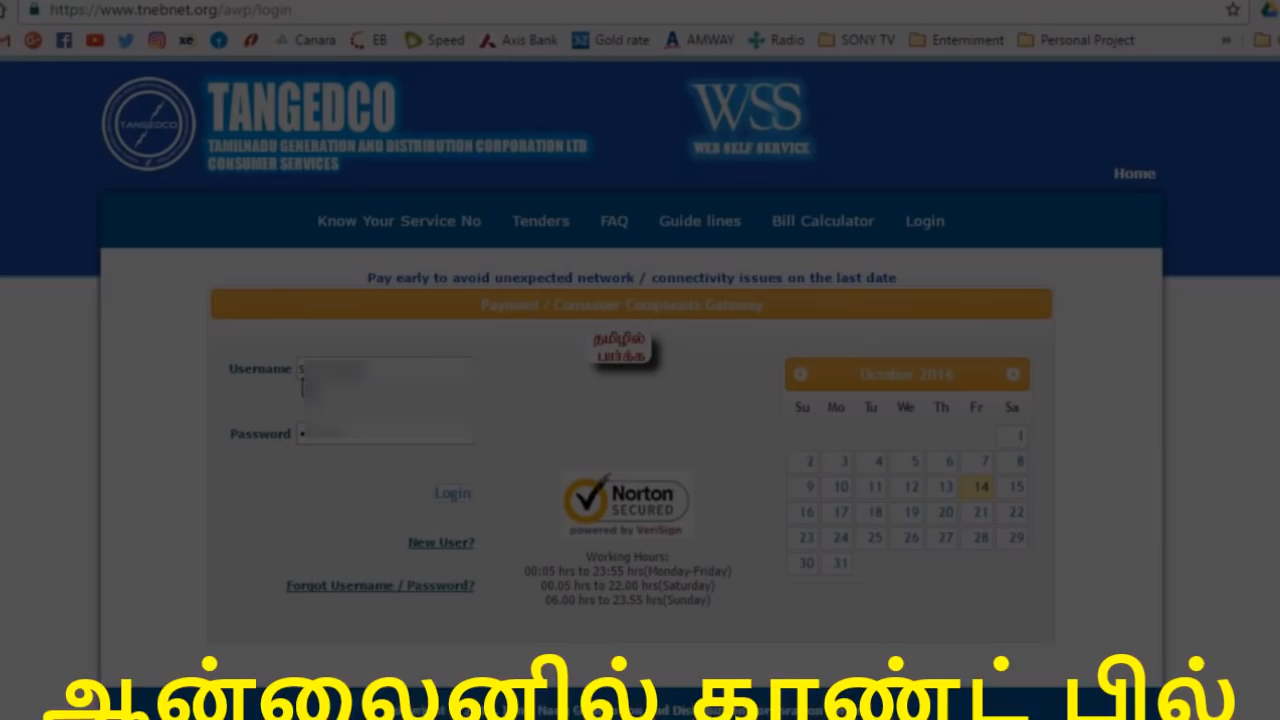 https://www.tnebnet.org/awp/login
xe Canara EB Speed Axis Bank Gold rate AMWAY Radio SONY TV Enterniment Personal Project »
TANGEDCO
TANGEDCO
TAMILNADU GENERATION AND DISTRIBUTION CORPORATION LTD
CONSUMER SERVICES
WSS
WEB SELF SERVICE
Home
Know Your Service No Tenders FAQ Guide lines Bill Calculator Login
Pay early to avoid unexpected network / connectivity issues on the last date
Payment / Consumer Complaints Gateway
தமிழில்
பார்க்க
Username
Password
Login
New User?
Forgot Username / Password?
Norton
SECURED
powered by VeriSign
Working Hours:
00:05 hrs to 23:55 hrs(Monday-Friday)
00.05 hrs to 22.00 hrs(Saturday)
06.00 hrs to 23.55 hrs(Sunday)
October 2016
Su Mo Tu We Th Fr Sa
1
2 3 4 5 6 7 8
9 10 11 12 13 14 15
16 17 18 19 20 21 22
23 24 25 26 27 28 29
30 31
ஆன்லைனில் காண்ட் பில்